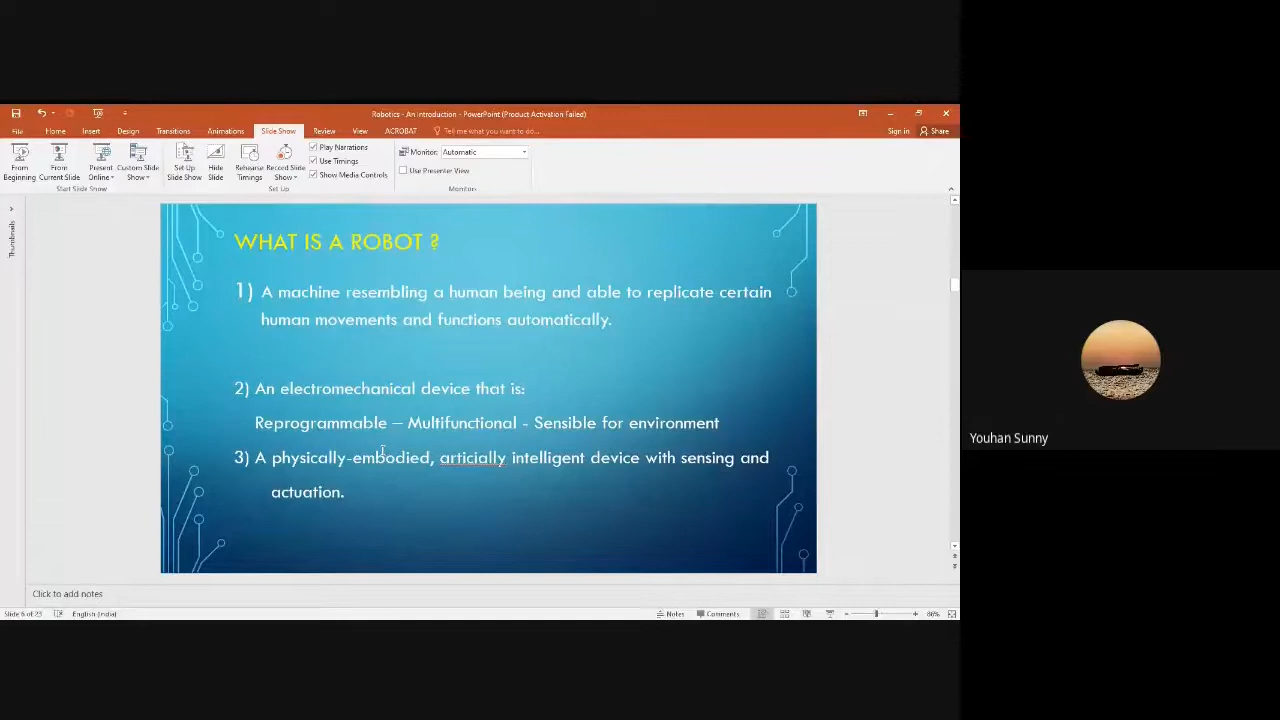 Robotics - An introduction - PowerPoint (Product Activation Failed)
File Home Insert Design Transitions Animations Slide Show Review View ACROBAT Tell me what you want to do... Sign in Share
From Beginning
From Current Slide
Present Online
Custom Slide Show
Set Up Slide Show
Hide Slide
Rehearse Timings
Record Slide Show
Play Narrations
Use Timings
Show Media Controls
Monitor: Automatic
Use Presenter View
Start Slide Show Set Up Monitors
Thumbnails
WHAT IS A ROBOT ?
1) A machine resembling a human being and able to replicate certain
human movements and functions automatically.
2) An electromechanical device that is:
Reprogrammable – Multifunctional - Sensible for environment
3) A physically-embodied, articially intelligent device with sensing and
actuation.
Click to add notes
Slide 6 of 23 English (India) Notes Comments 86%
Youhan Sunny